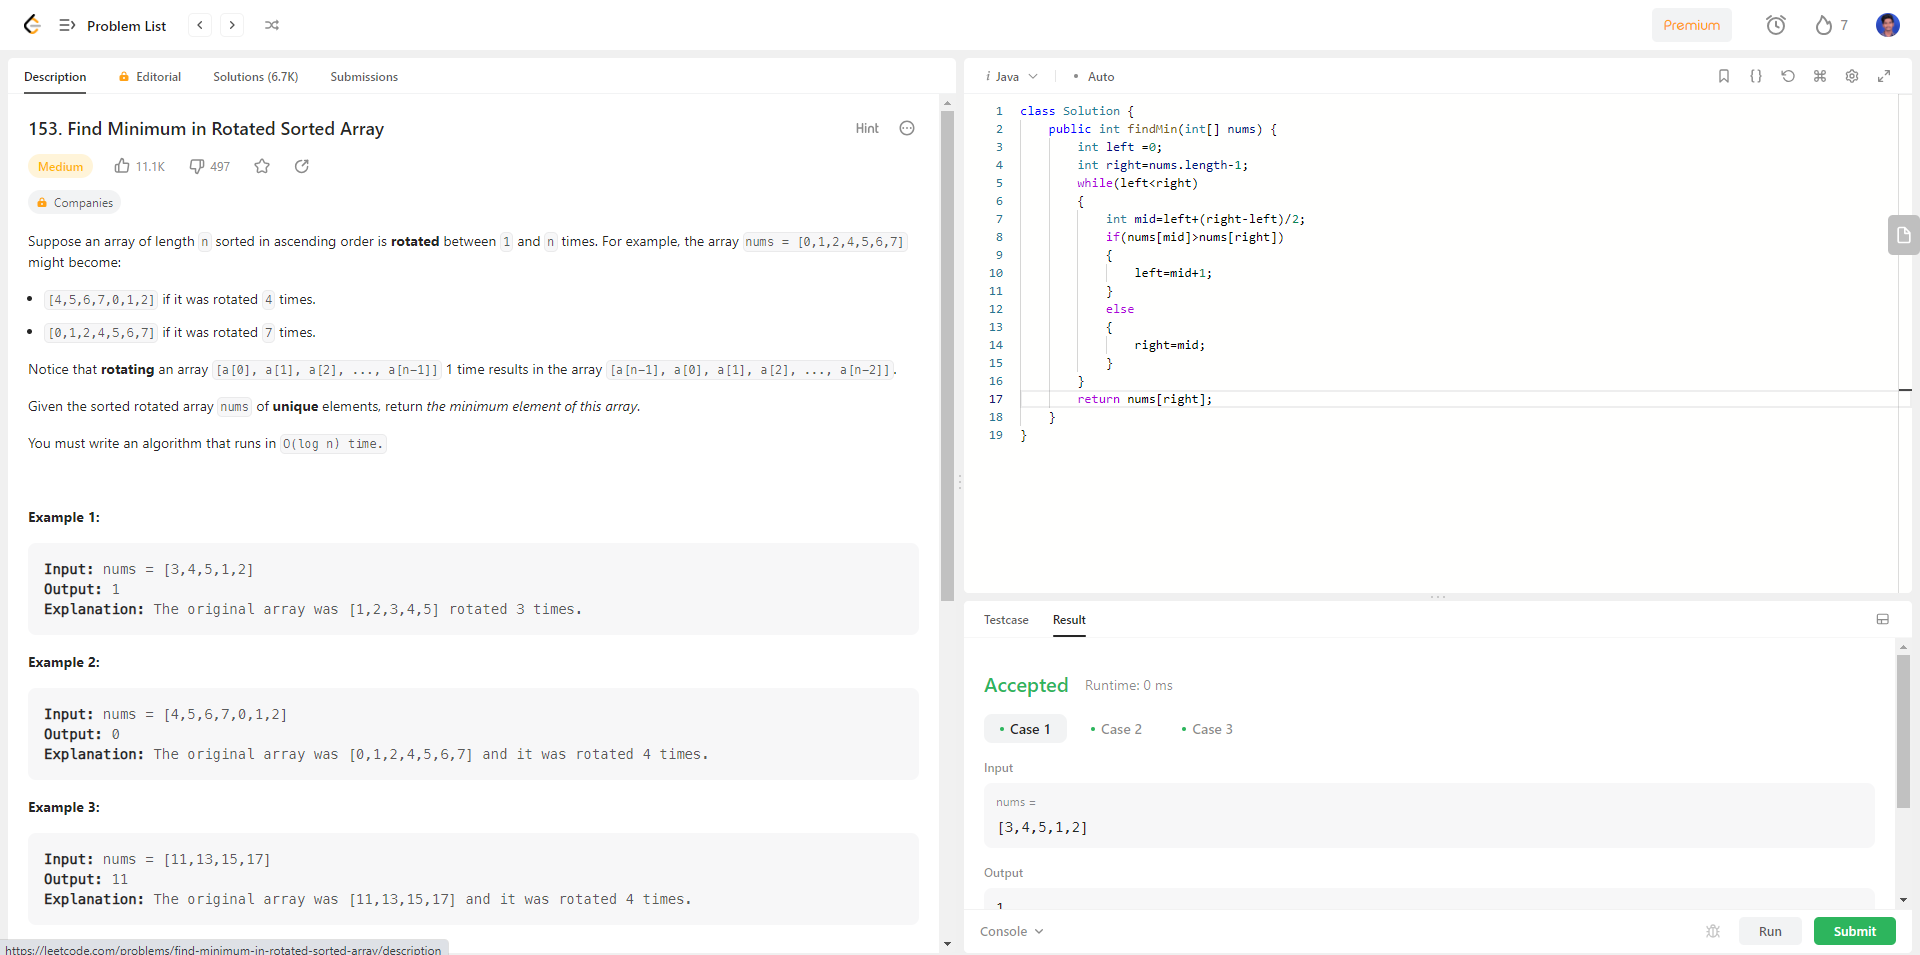 Problem List
Premium
7
Description
Editorial
Solutions (6.7K)
Submissions
153. Find Minimum in Rotated Sorted Array
Hint
Medium
11.1K
497
Companies
Suppose an array of length n sorted in ascending order is rotated between 1 and n times. For example, the array nums = [0,1,2,4,5,6,7]
might become:
[4,5,6,7,0,1,2] if it was rotated 4 times.
[0,1,2,4,5,6,7] if it was rotated 7 times.
Notice that rotating an array [a[0], a[1], a[2], ..., a[n-1]] 1 time results in the array [a[n-1], a[0], a[1], a[2], ..., a[n-2]].
Given the sorted rotated array nums of unique elements, return the minimum element of this array.
You must write an algorithm that runs in O(log n) time.
Example 1:
Input: nums = [3,4,5,1,2]
Output: 1
Explanation: The original array was [1,2,3,4,5] rotated 3 times.
Example 2:
Input: nums = [4,5,6,7,0,1,2]
Output: 0
Explanation: The original array was [0,1,2,4,5,6,7] and it was rotated 4 times.
Example 3:
Input: nums = [11,13,15,17]
Output: 11
Explanation: The original array was [11,13,15,17] and it was rotated 4 times.
https://leetcode.com/problems/find-minimum-in-rotated-sorted-array/description
i Java
Auto
1 class Solution {
2 public int findMin(int[] nums) {
3 int left =0;
4 int right=nums.length-1;
5 while(left<right)
6 {
7 int mid=left+(right-left)/2;
8 if(nums[mid]>nums[right])
9 {
10 left=mid+1;
11 }
12 else
13 {
14 right=mid;
15 }
16 }
17 return nums[right];
18 }
19 }
Testcase
Result
Accepted
Runtime: 0 ms
Case 1
Case 2
Case 3
Input
nums =
[3,4,5,1,2]
Output
1
Console
Run
Submit